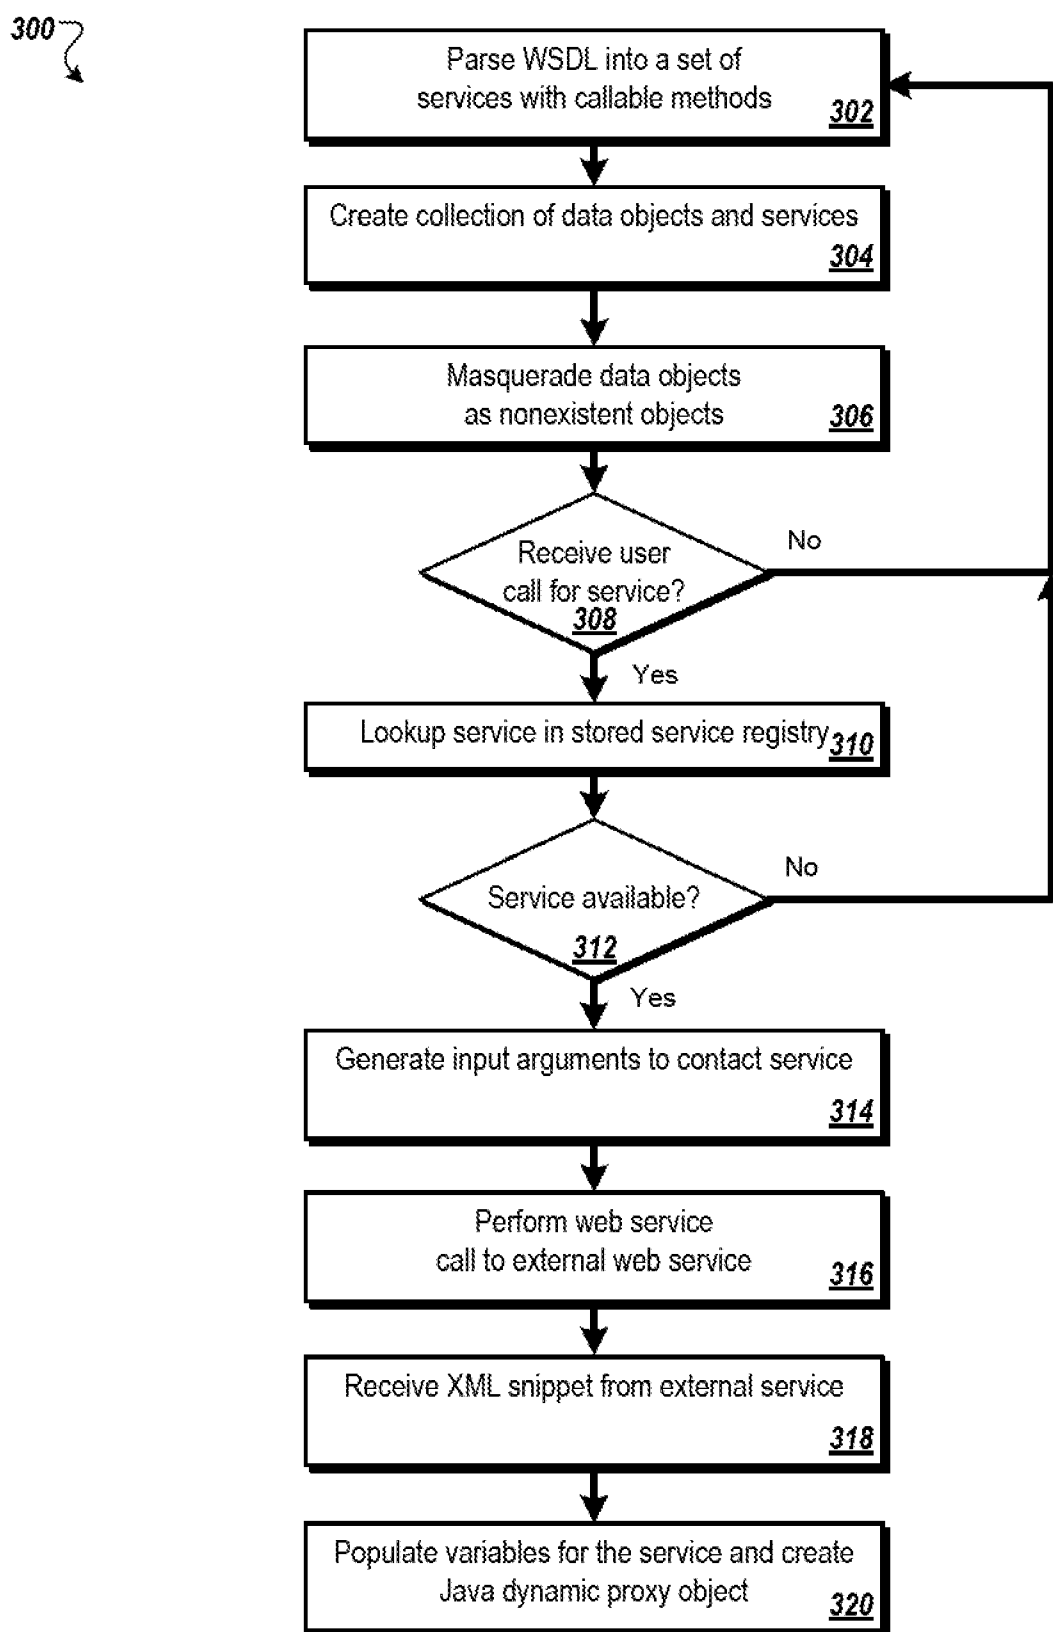 300
Parse WSDL into a set of
services with callable methods
302
Create collection of data objects and services
304
Masquerade data objects
as nonexistent objects
306
Receive user
call for service?
308
No
Yes
Lookup service in stored service registry
310
Service available?
312
No
Yes
Generate input arguments to contact service
314
Perform web service
call to external web service
316
Receive XML snippet from external service
318
Populate variables for the service and create
Java dynamic proxy object
320